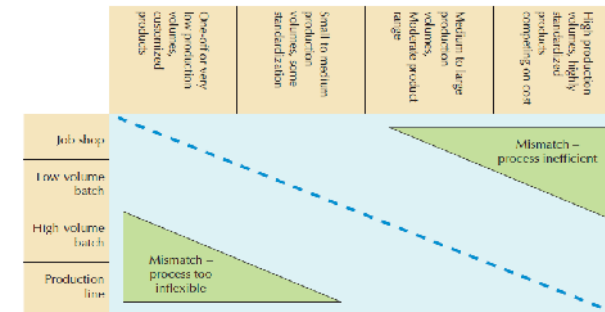 One-off or very
low production
volumes,
customized
products
Small to medium
production
volumes, some
standardization
Medium to large
production
volumes,
Moderate product
range
High production
volumes, highly
standardized
products
competing on cost
Job shop
Mismatch –
process inefficient
Low volume
batch
High volume
batch
Mismatch –
process too
inflexible
Production
line